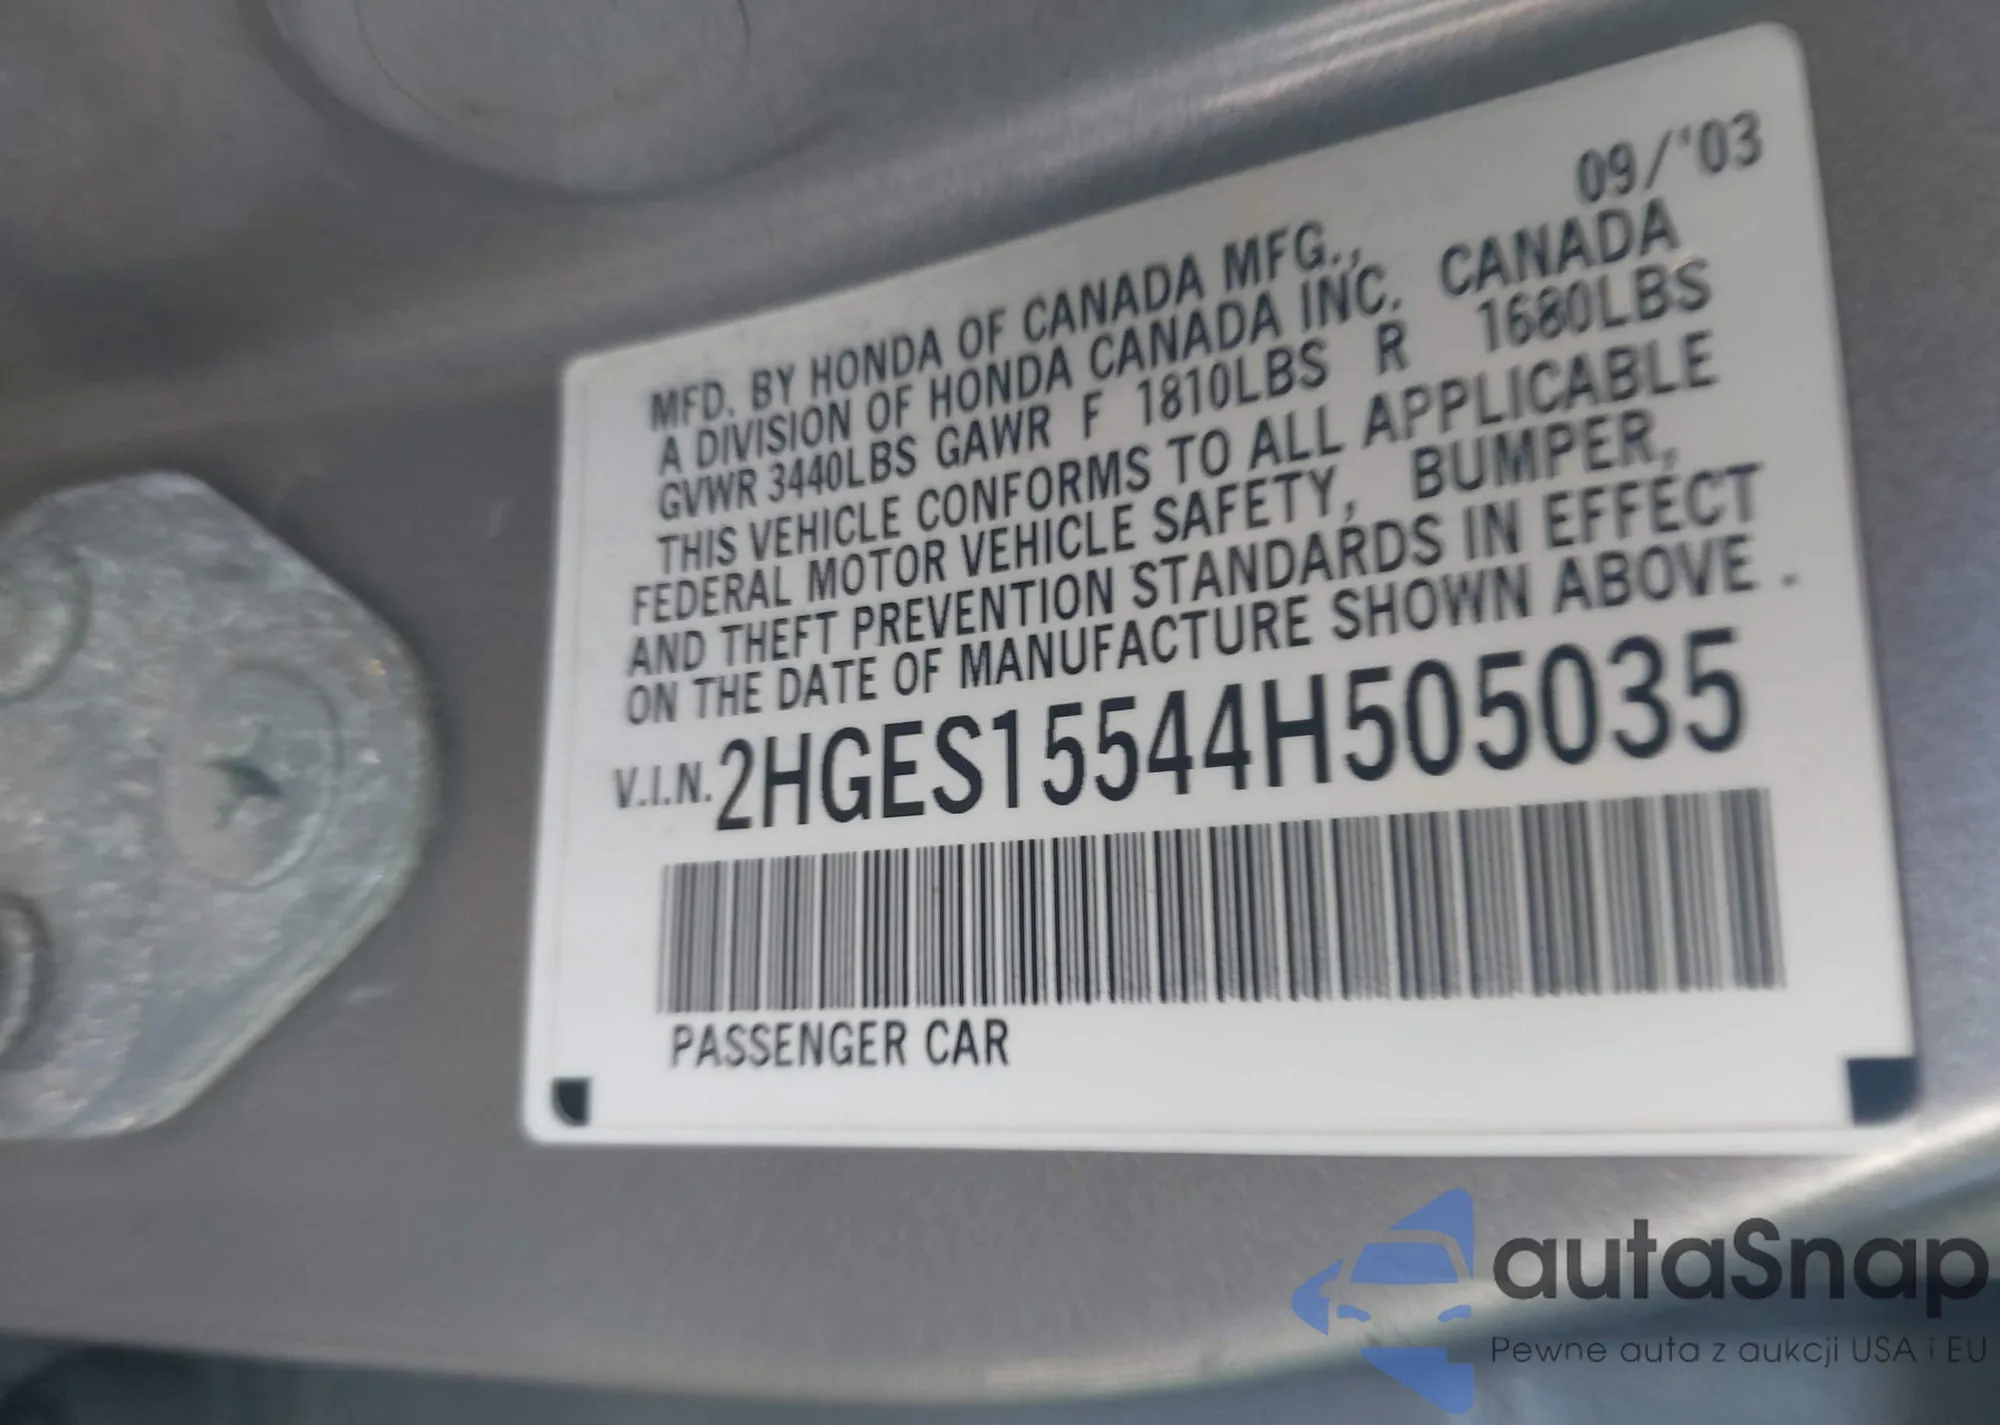 09/'03
MFD. BY HONDA OF CANADA MFG.,
A DIVISION OF HONDA CANADA INC. CANADA
GVWR 3440LBS GAWR F 1810LBS R 1680LBS
THIS VEHICLE CONFORMS TO ALL APPLICABLE
FEDERAL MOTOR VEHICLE SAFETY, BUMPER,
AND THEFT PREVENTION STANDARDS IN EFFECT
ON THE DATE OF MANUFACTURE SHOWN ABOVE.
V.I.N. 2HGES15544H505035
PASSENGER CAR
autaSnap
Pewne auta z aukcji USA i EU